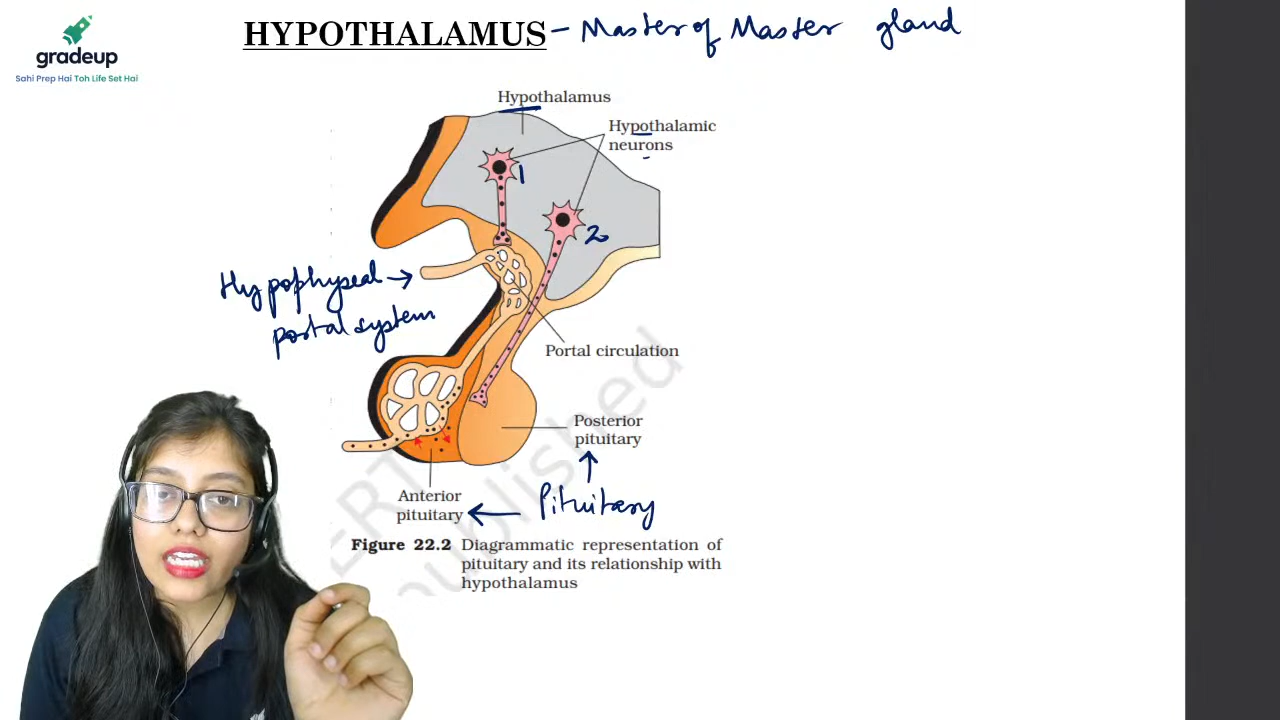 HYPOTHALAMUS - Master of Master gland
gradeup
Sahi Prep Hai Toh Life Set Hai
Hypothalamus
Hypothalamic
neurons
1
2
Hypophyseal →
portal system
Portal circulation
Posterior
pituitary
Anterior
pituitary
Pituitary
Figure 22.2 Diagrammatic representation of
pituitary and its relationship with
hypothalamus
published